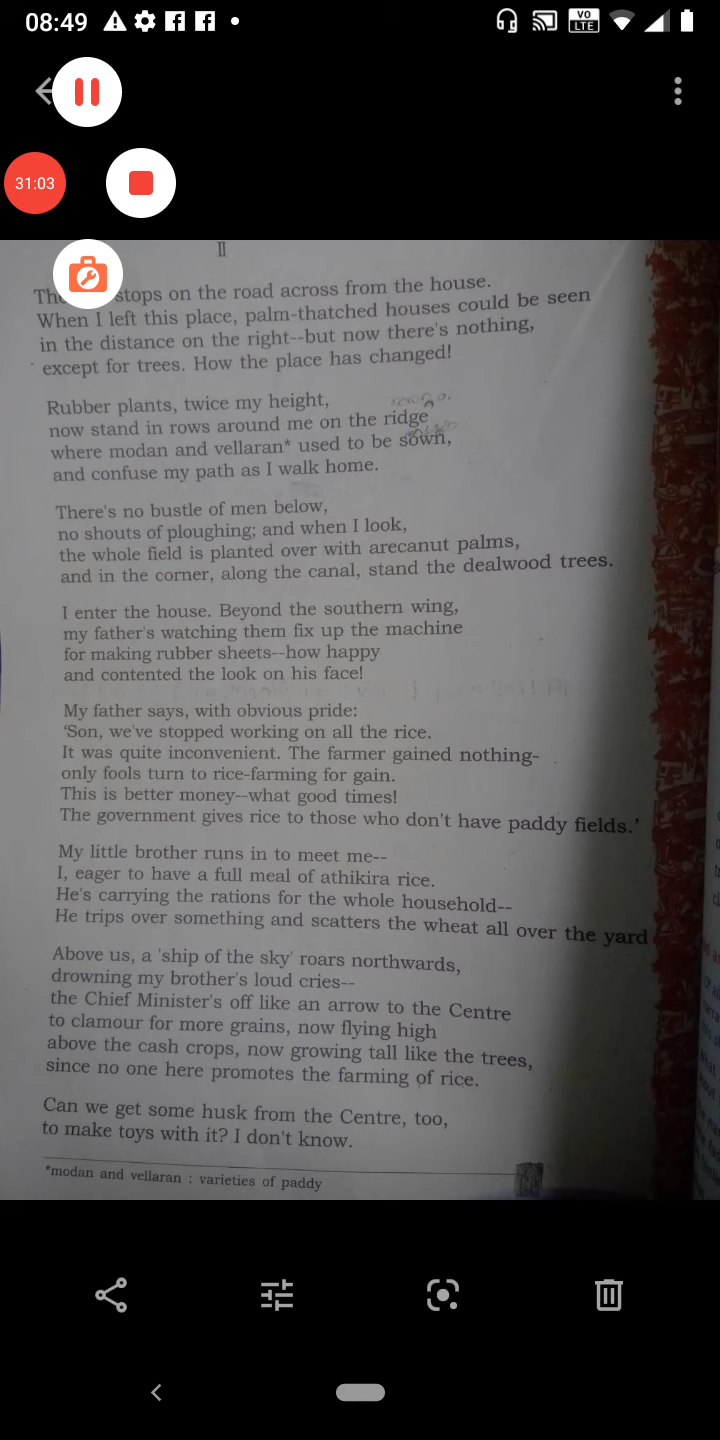 08:49
VO
LTE
31:03
II
stops on the road across from the house.
When I left this place, palm-thatched houses could be seen
in the distance on the right--but now there's nothing,
except for trees. How the place has changed!
Rubber plants, twice my height,
now stand in rows around me on the ridge
where modan and vellaran* used to be sown,
and confuse my path as I walk home.
There's no bustle of men below,
no shouts of ploughing; and when I look,
the whole field is planted over with arecanut palms,
and in the corner, along the canal, stand the dealwood trees.
I enter the house. Beyond the southern wing,
my father's watching them fix up the machine
for making rubber sheets--how happy
and contented the look on his face!
My father says, with obvious pride:
'Son, we've stopped working on all the rice.
It was quite inconvenient. The farmer gained nothing-
only fools turn to rice-farming for gain.
This is better money--what good times!
The government gives rice to those who don't have paddy fields.'
My little brother runs in to meet me--
I, eager to have a full meal of athikira rice.
He's carrying the rations for the whole household--
He trips over something and scatters the wheat all over the yard
Above us, a 'ship of the sky' roars northwards,
drowning my brother's loud cries--
the Chief Minister's off like an arrow to the Centre
to clamour for more grains, now flying high
above the cash crops, now growing tall like the trees,
since no one here promotes the farming of rice.
Can we get some husk from the Centre, too,
to make toys with it? I don't know.
*modan and vellaran : varieties of paddy